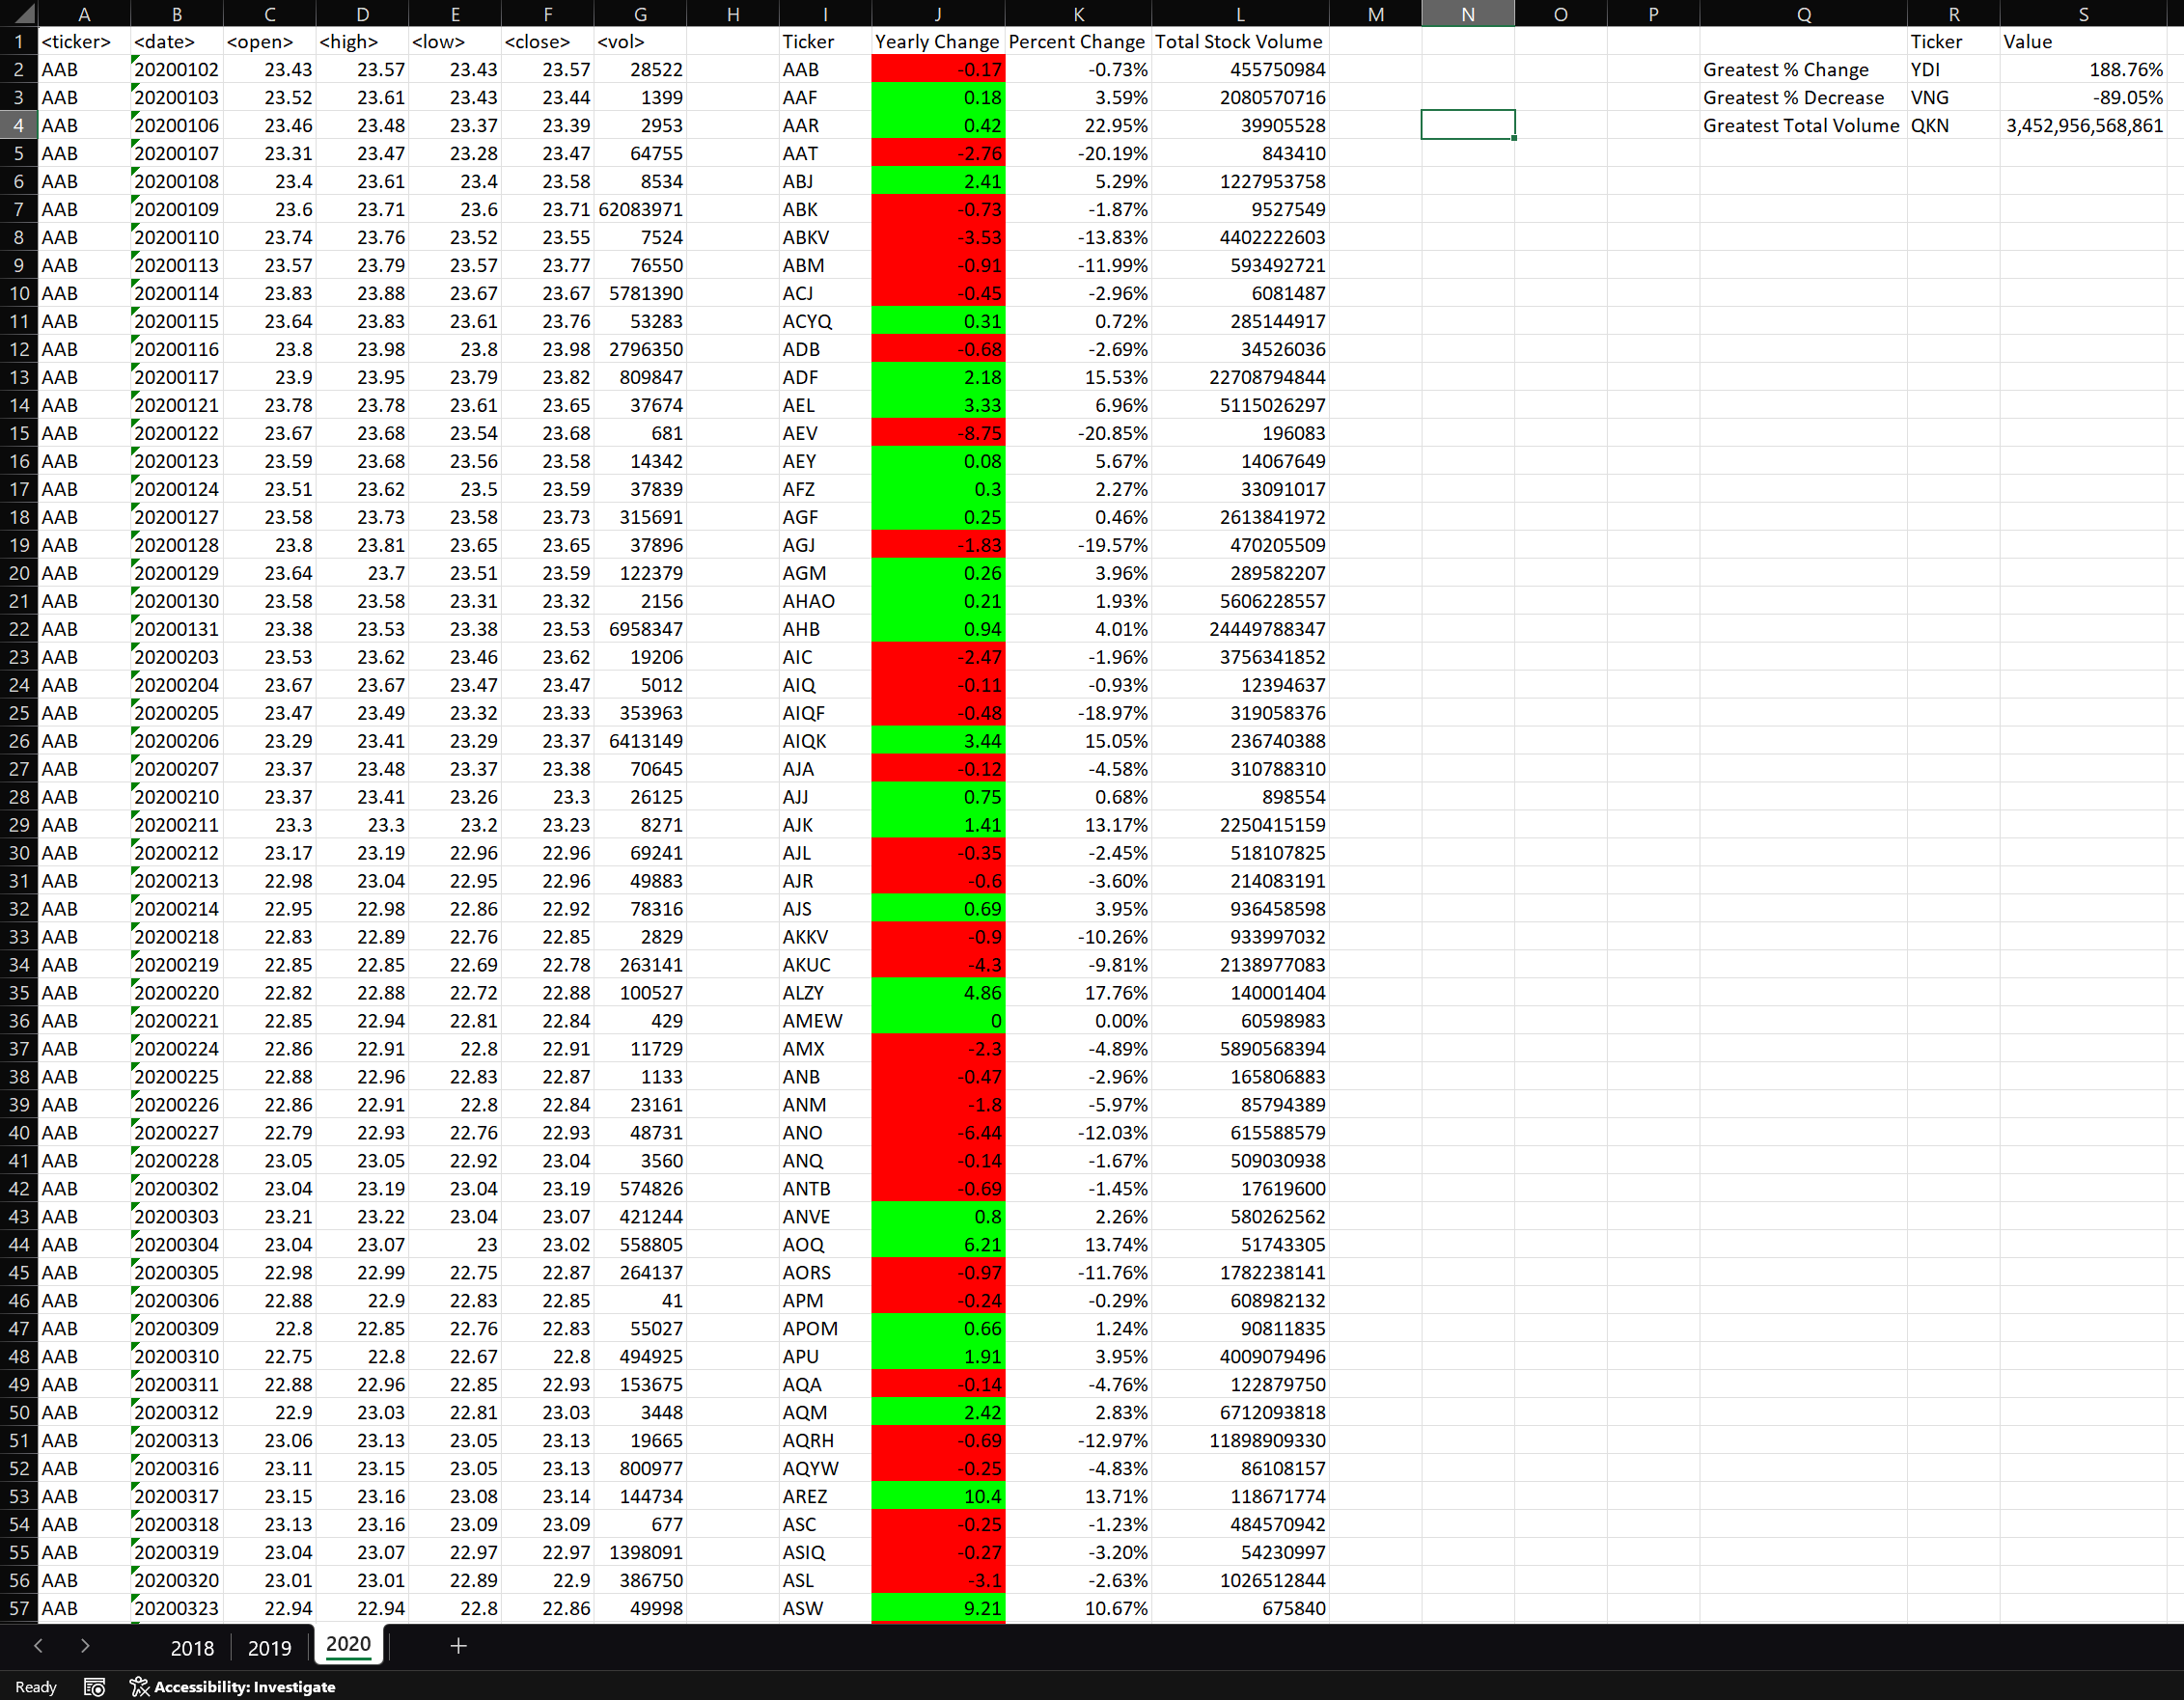 A B C D E F G H I J K L M N O P Q R S
1 <ticker> <date> <open> <high> <low> <close> <vol> Ticker Yearly Change Percent Change Total Stock Volume Ticker Value
2 AAB 20200102 23.43 23.57 23.43 23.57 28522 AAB -0.17 -0.73% 455750984 Greatest % Change YDI 188.76%
3 AAB 20200103 23.52 23.61 23.43 23.44 1399 AAF 0.18 3.59% 2080570716 Greatest % Decrease VNG -89.05%
4 AAB 20200106 23.46 23.48 23.37 23.39 2953 AAR 0.42 22.95% 39905528 Greatest Total Volume QKN 3,452,956,568,861
5 AAB 20200107 23.31 23.47 23.28 23.47 64755 AAT -2.76 -20.19% 843410
6 AAB 20200108 23.4 23.61 23.4 23.58 8534 ABJ 2.41 5.29% 1227953758
7 AAB 20200109 23.6 23.71 23.6 23.71 62083971 ABK -0.73 -1.87% 9527549
8 AAB 20200110 23.74 23.76 23.52 23.55 7524 ABKV -3.53 -13.83% 4402222603
9 AAB 20200113 23.57 23.79 23.57 23.77 76550 ABM -0.91 -11.99% 593492721
10 AAB 20200114 23.83 23.88 23.67 23.67 5781390 ACJ -0.45 -2.96% 6081487
11 AAB 20200115 23.64 23.83 23.61 23.76 53283 ACYQ 0.31 0.72% 285144917
12 AAB 20200116 23.8 23.98 23.8 23.98 2796350 ADB -0.68 -2.69% 34526036
13 AAB 20200117 23.9 23.95 23.79 23.82 809847 ADF 2.18 15.53% 22708794844
14 AAB 20200121 23.78 23.78 23.61 23.65 37674 AEL 3.33 6.96% 5115026297
15 AAB 20200122 23.67 23.68 23.54 23.68 681 AEV -8.75 -20.85% 196083
16 AAB 20200123 23.59 23.68 23.56 23.58 14342 AEY 0.08 5.67% 14067649
17 AAB 20200124 23.51 23.62 23.5 23.59 37839 AFZ 0.3 2.27% 33091017
18 AAB 20200127 23.58 23.73 23.58 23.73 315691 AGF 0.25 0.46% 2613841972
19 AAB 20200128 23.8 23.81 23.65 23.65 37896 AGJ -1.83 -19.57% 470205509
20 AAB 20200129 23.64 23.7 23.51 23.59 122379 AGM 0.26 3.96% 289582207
21 AAB 20200130 23.58 23.58 23.31 23.32 2156 AHAO 0.21 1.93% 5606228557
22 AAB 20200131 23.38 23.53 23.38 23.53 6958347 AHB 0.94 4.01% 24449788347
23 AAB 20200203 23.53 23.62 23.46 23.62 19206 AIC -2.47 -1.96% 3756341852
24 AAB 20200204 23.67 23.67 23.47 23.47 5012 AIQ -0.11 -0.93% 12394637
25 AAB 20200205 23.47 23.49 23.32 23.33 353963 AIQF -0.48 -18.97% 319058376
26 AAB 20200206 23.29 23.41 23.29 23.37 6413149 AIQK 3.44 15.05% 236740388
27 AAB 20200207 23.37 23.48 23.37 23.38 70645 AJA -0.12 -4.58% 310788310
28 AAB 20200210 23.37 23.41 23.26 23.3 26125 AJJ 0.75 0.68% 898554
29 AAB 20200211 23.3 23.3 23.2 23.23 8271 AJK 1.41 13.17% 2250415159
30 AAB 20200212 23.17 23.19 22.96 22.96 69241 AJL -0.35 -2.45% 518107825
31 AAB 20200213 22.98 23.04 22.95 22.96 49883 AJR -0.6 -3.60% 214083191
32 AAB 20200214 22.95 22.98 22.86 22.92 78316 AJS 0.69 3.95% 936458598
33 AAB 20200218 22.83 22.89 22.76 22.85 2829 AKKV -0.9 -10.26% 933997032
34 AAB 20200219 22.85 22.85 22.69 22.78 263141 AKUC -4.3 -9.81% 2138977083
35 AAB 20200220 22.82 22.88 22.72 22.88 100527 ALZY 4.86 17.76% 140001404
36 AAB 20200221 22.85 22.94 22.81 22.84 429 AMEW 0 0.00% 60598983
37 AAB 20200224 22.86 22.91 22.8 22.91 11729 AMX -2.3 -4.89% 5890568394
38 AAB 20200225 22.88 22.96 22.83 22.87 1133 ANB -0.47 -2.96% 165806883
39 AAB 20200226 22.86 22.91 22.8 22.84 23161 ANM -1.8 -5.97% 85794389
40 AAB 20200227 22.79 22.93 22.76 22.93 48731 ANO -6.44 -12.03% 615588579
41 AAB 20200228 23.05 23.05 22.92 23.04 3560 ANQ -0.14 -1.67% 509030938
42 AAB 20200302 23.04 23.19 23.04 23.19 574826 ANTB -0.69 -1.45% 17619600
43 AAB 20200303 23.21 23.22 23.04 23.07 421244 ANVE 0.8 2.26% 580262562
44 AAB 20200304 23.04 23.07 23 23.02 558805 AOQ 6.21 13.74% 51743305
45 AAB 20200305 22.98 22.99 22.75 22.87 264137 AORS -0.97 -11.76% 1782238141
46 AAB 20200306 22.88 22.9 22.83 22.85 41 APM -0.24 -0.29% 608982132
47 AAB 20200309 22.8 22.85 22.76 22.83 55027 APOM 0.66 1.24% 90811835
48 AAB 20200310 22.75 22.8 22.67 22.8 494925 APU 1.91 3.95% 4009079496
49 AAB 20200311 22.88 22.96 22.85 22.93 153675 AQA -0.14 -4.76% 122879750
50 AAB 20200312 22.9 23.03 22.81 23.03 3448 AQM 2.42 2.83% 6712093818
51 AAB 20200313 23.06 23.13 23.05 23.13 19665 AQRH -0.69 -12.97% 11898909330
52 AAB 20200316 23.11 23.15 23.05 23.13 800977 AQYW -0.25 -4.83% 86108157
53 AAB 20200317 23.15 23.16 23.08 23.14 144734 AREZ 10.4 13.71% 118671774
54 AAB 20200318 23.13 23.16 23.09 23.09 677 ASC -0.25 -1.23% 484570942
55 AAB 20200319 23.04 23.07 22.97 22.97 1398091 ASIQ -0.27 -3.20% 54230997
56 AAB 20200320 23.01 23.01 22.89 22.9 386750 ASL -3.1 -2.63% 1026512844
57 AAB 20200323 22.94 22.94 22.8 22.86 49998 ASW 9.21 10.67% 675840
2018 2019 2020 +
Ready Accessibility: Investigate